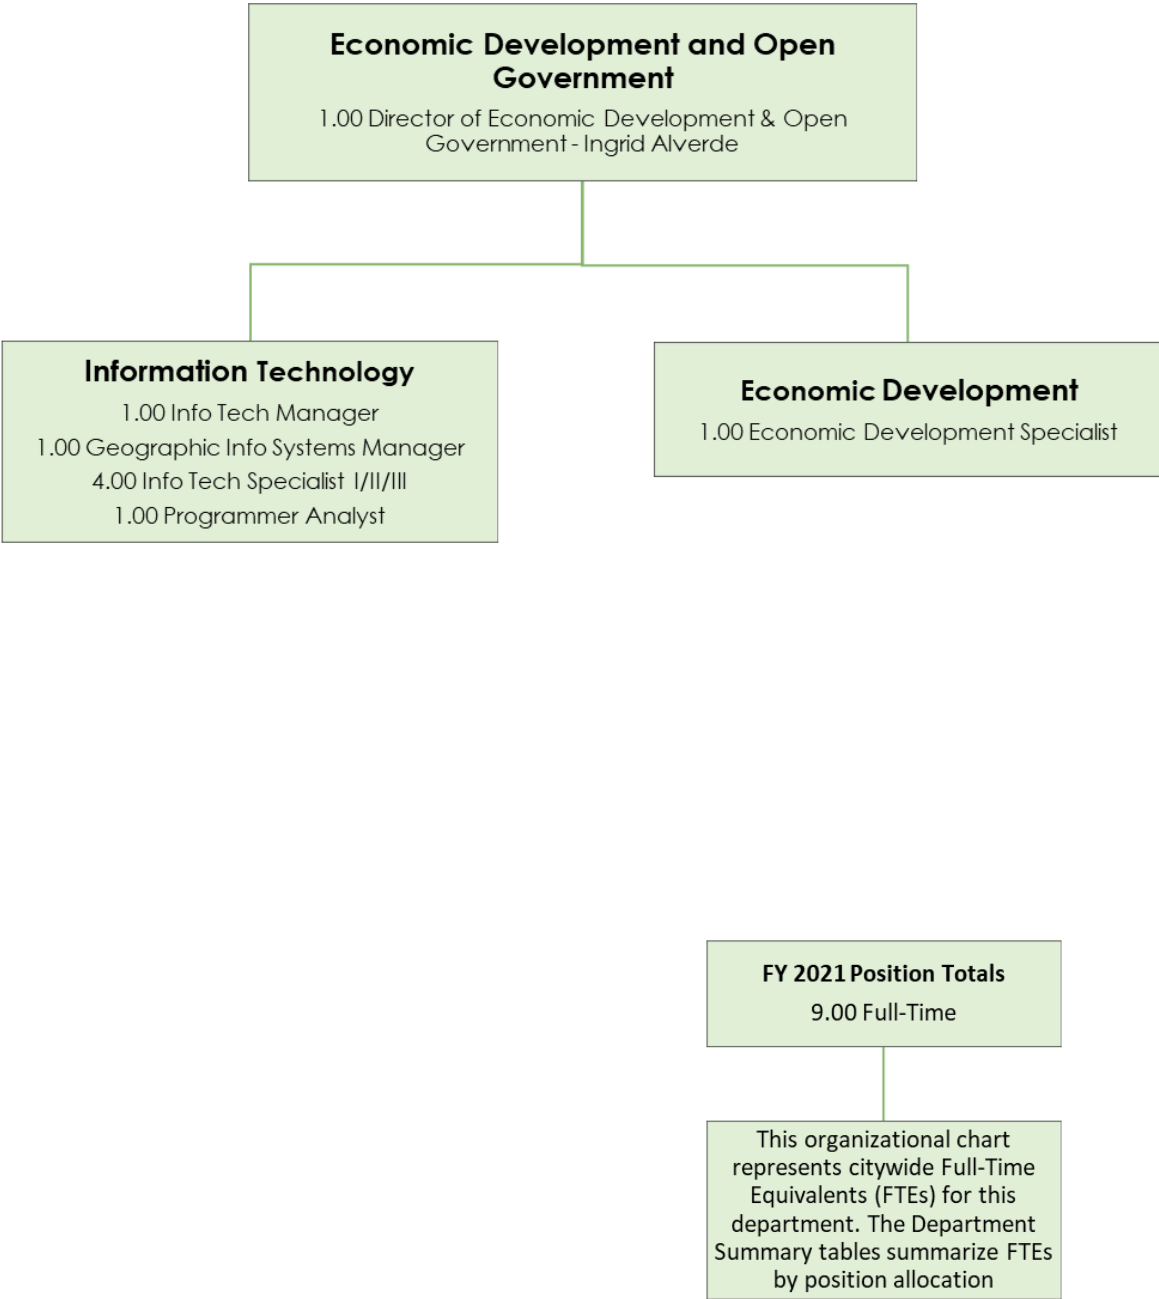 Economic Development and Open
Government
1.00 Director of Economic Development & Open
Government - Ingrid Alverde
Information Technology
1.00 Info Tech Manager
1.00 Geographic Info Systems Manager
4.00 Info Tech Specialist I/II/III
1.00 Programmer Analyst
Economic Development
1.00 Economic Development Specialist
FY 2021 Position Totals
9.00 Full-Time
This organizational chart
represents citywide Full-Time
Equivalents (FTEs) for this
department. The Department
Summary tables summarize FTEs
by position allocation